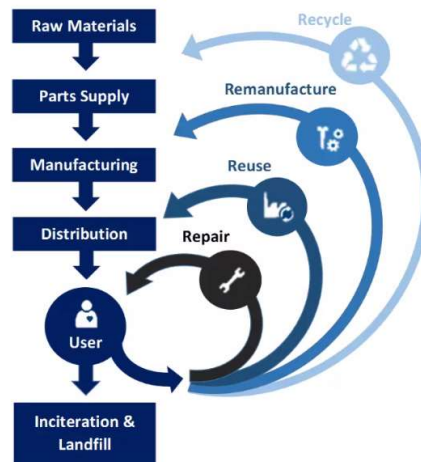 Recycle
Raw Materials
Remanufacture
Parts Supply
Manufacturing
Reuse
Distribution
Repair
User
Inciteration &
Landfill